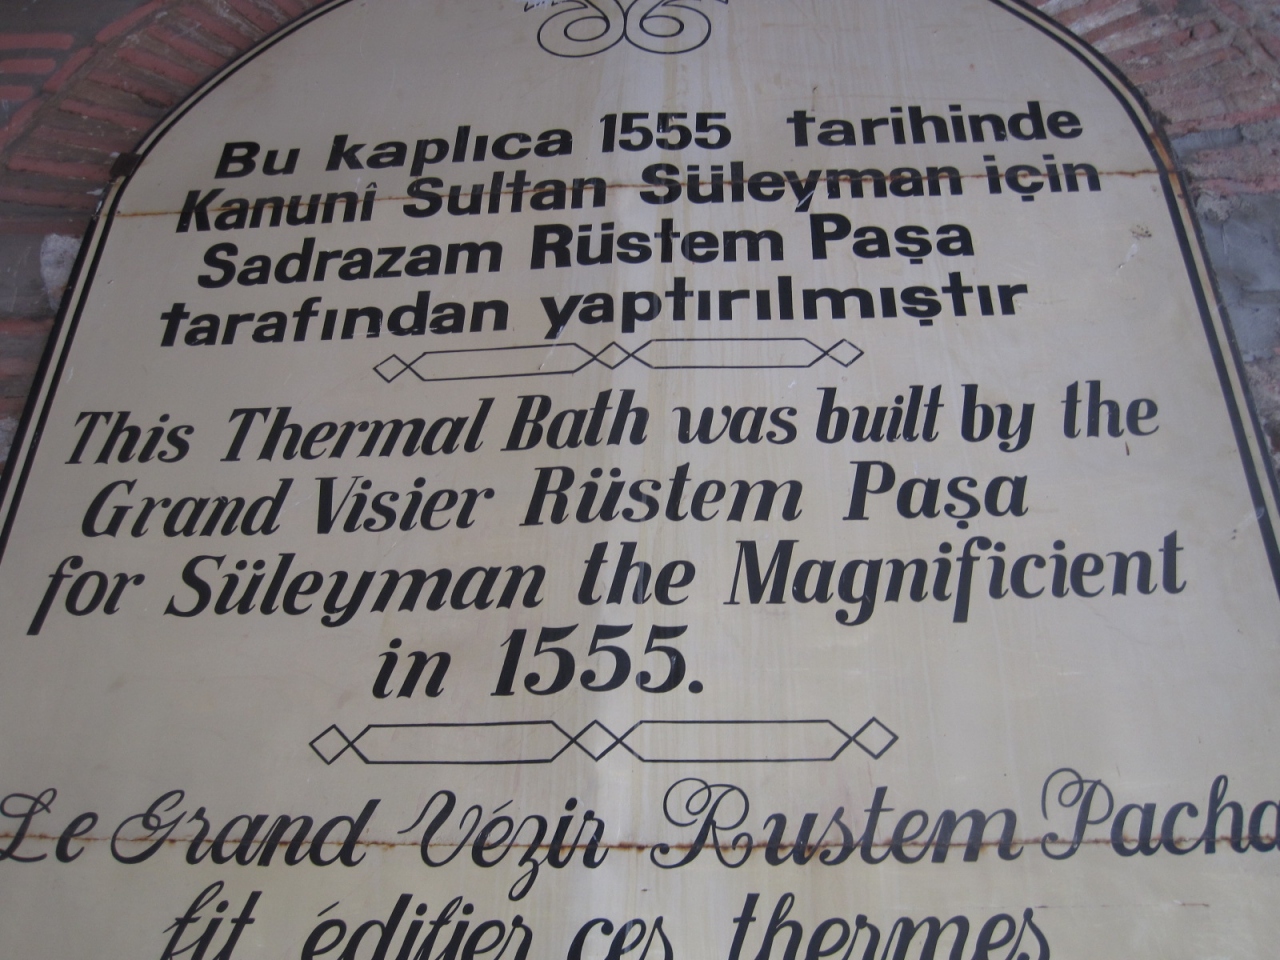 Bu kaplıca 1555 tarihinde
Kanunî Sultan Süleyman için
Sadrazam Rüstem Paşa
tarafından yaptırılmıştır
This Thermal Bath was built by the
Grand Visier Rüstem Paşa
for Süleyman the Magnificient
in 1555.
Le Grand Vézir Rustem Pacha
fit édifier ces thermes